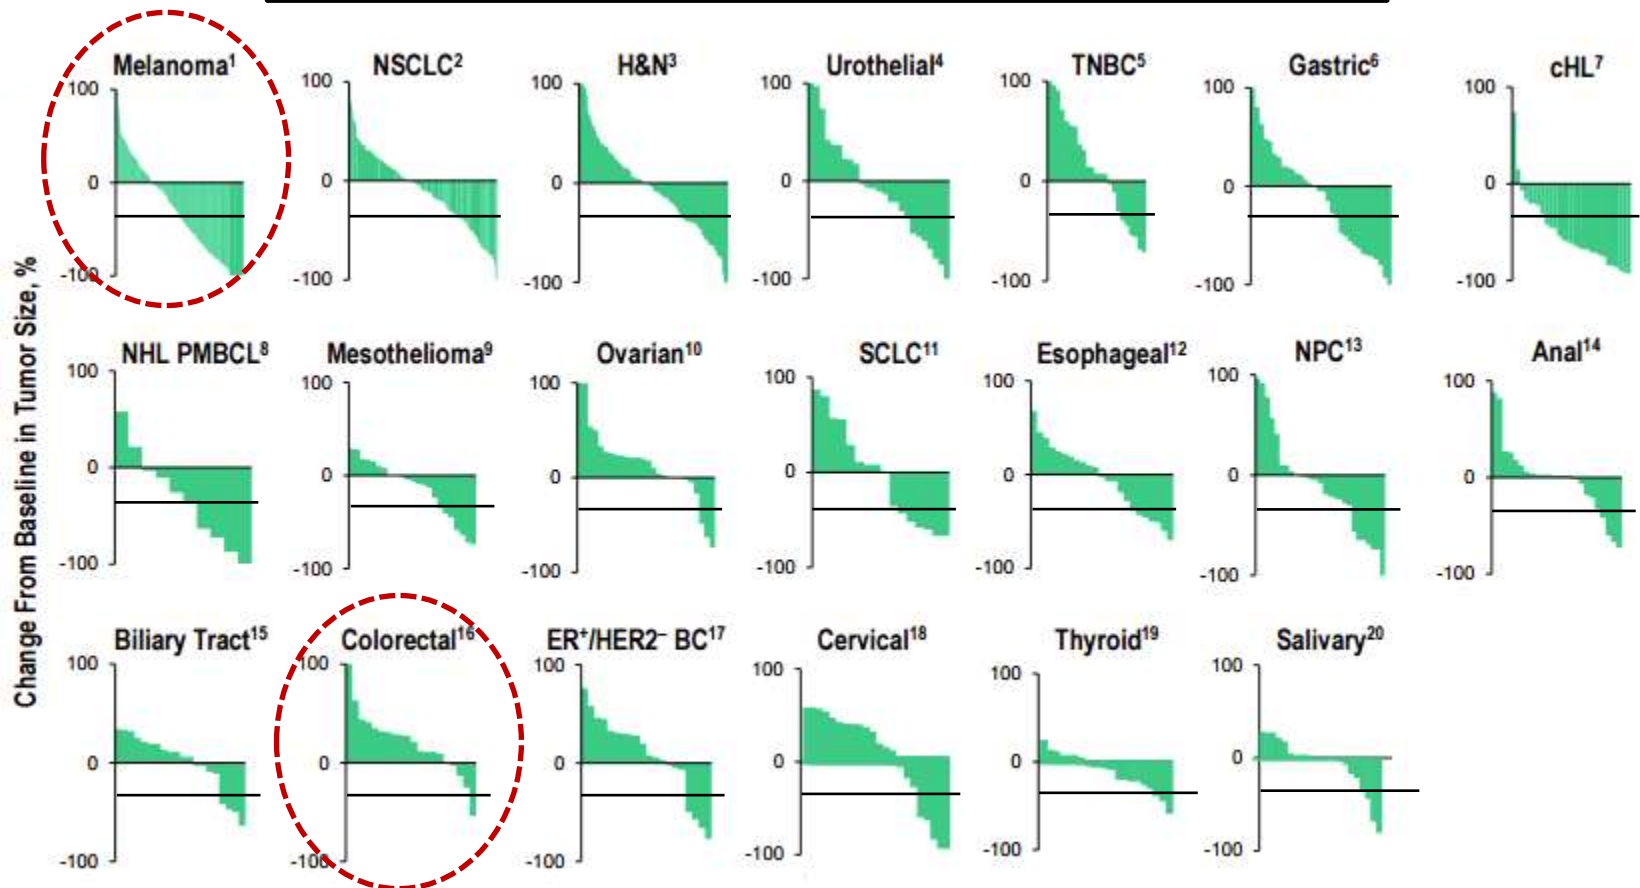 Change From Baseline in Tumor Size, %
Melanoma¹
100
0
-100
NSCLC²
100
0
-100
H&N³
100
0
-100
Urothelial⁴
100
0
-100
TNBC⁵
100
0
-100
Gastric⁶
100
0
-100
cHL⁷
100
0
-100
NHL PMBCL⁸
100
0
-100
Mesothelioma⁹
100
0
-100
Ovarian¹⁰
100
0
-100
SCLC¹¹
100
0
-100
Esophageal¹²
100
0
-100
NPC¹³
100
0
-100
Anal¹⁴
100
0
-100
Biliary Tract¹⁵
100
0
-100
Colorectal¹⁶
100
0
-100
ER⁺/HER2⁻ BC¹⁷
100
0
-100
Cervical¹⁸
100
0
-100
Thyroid¹⁹
100
0
-100
Salivary²⁰
100
0
-100